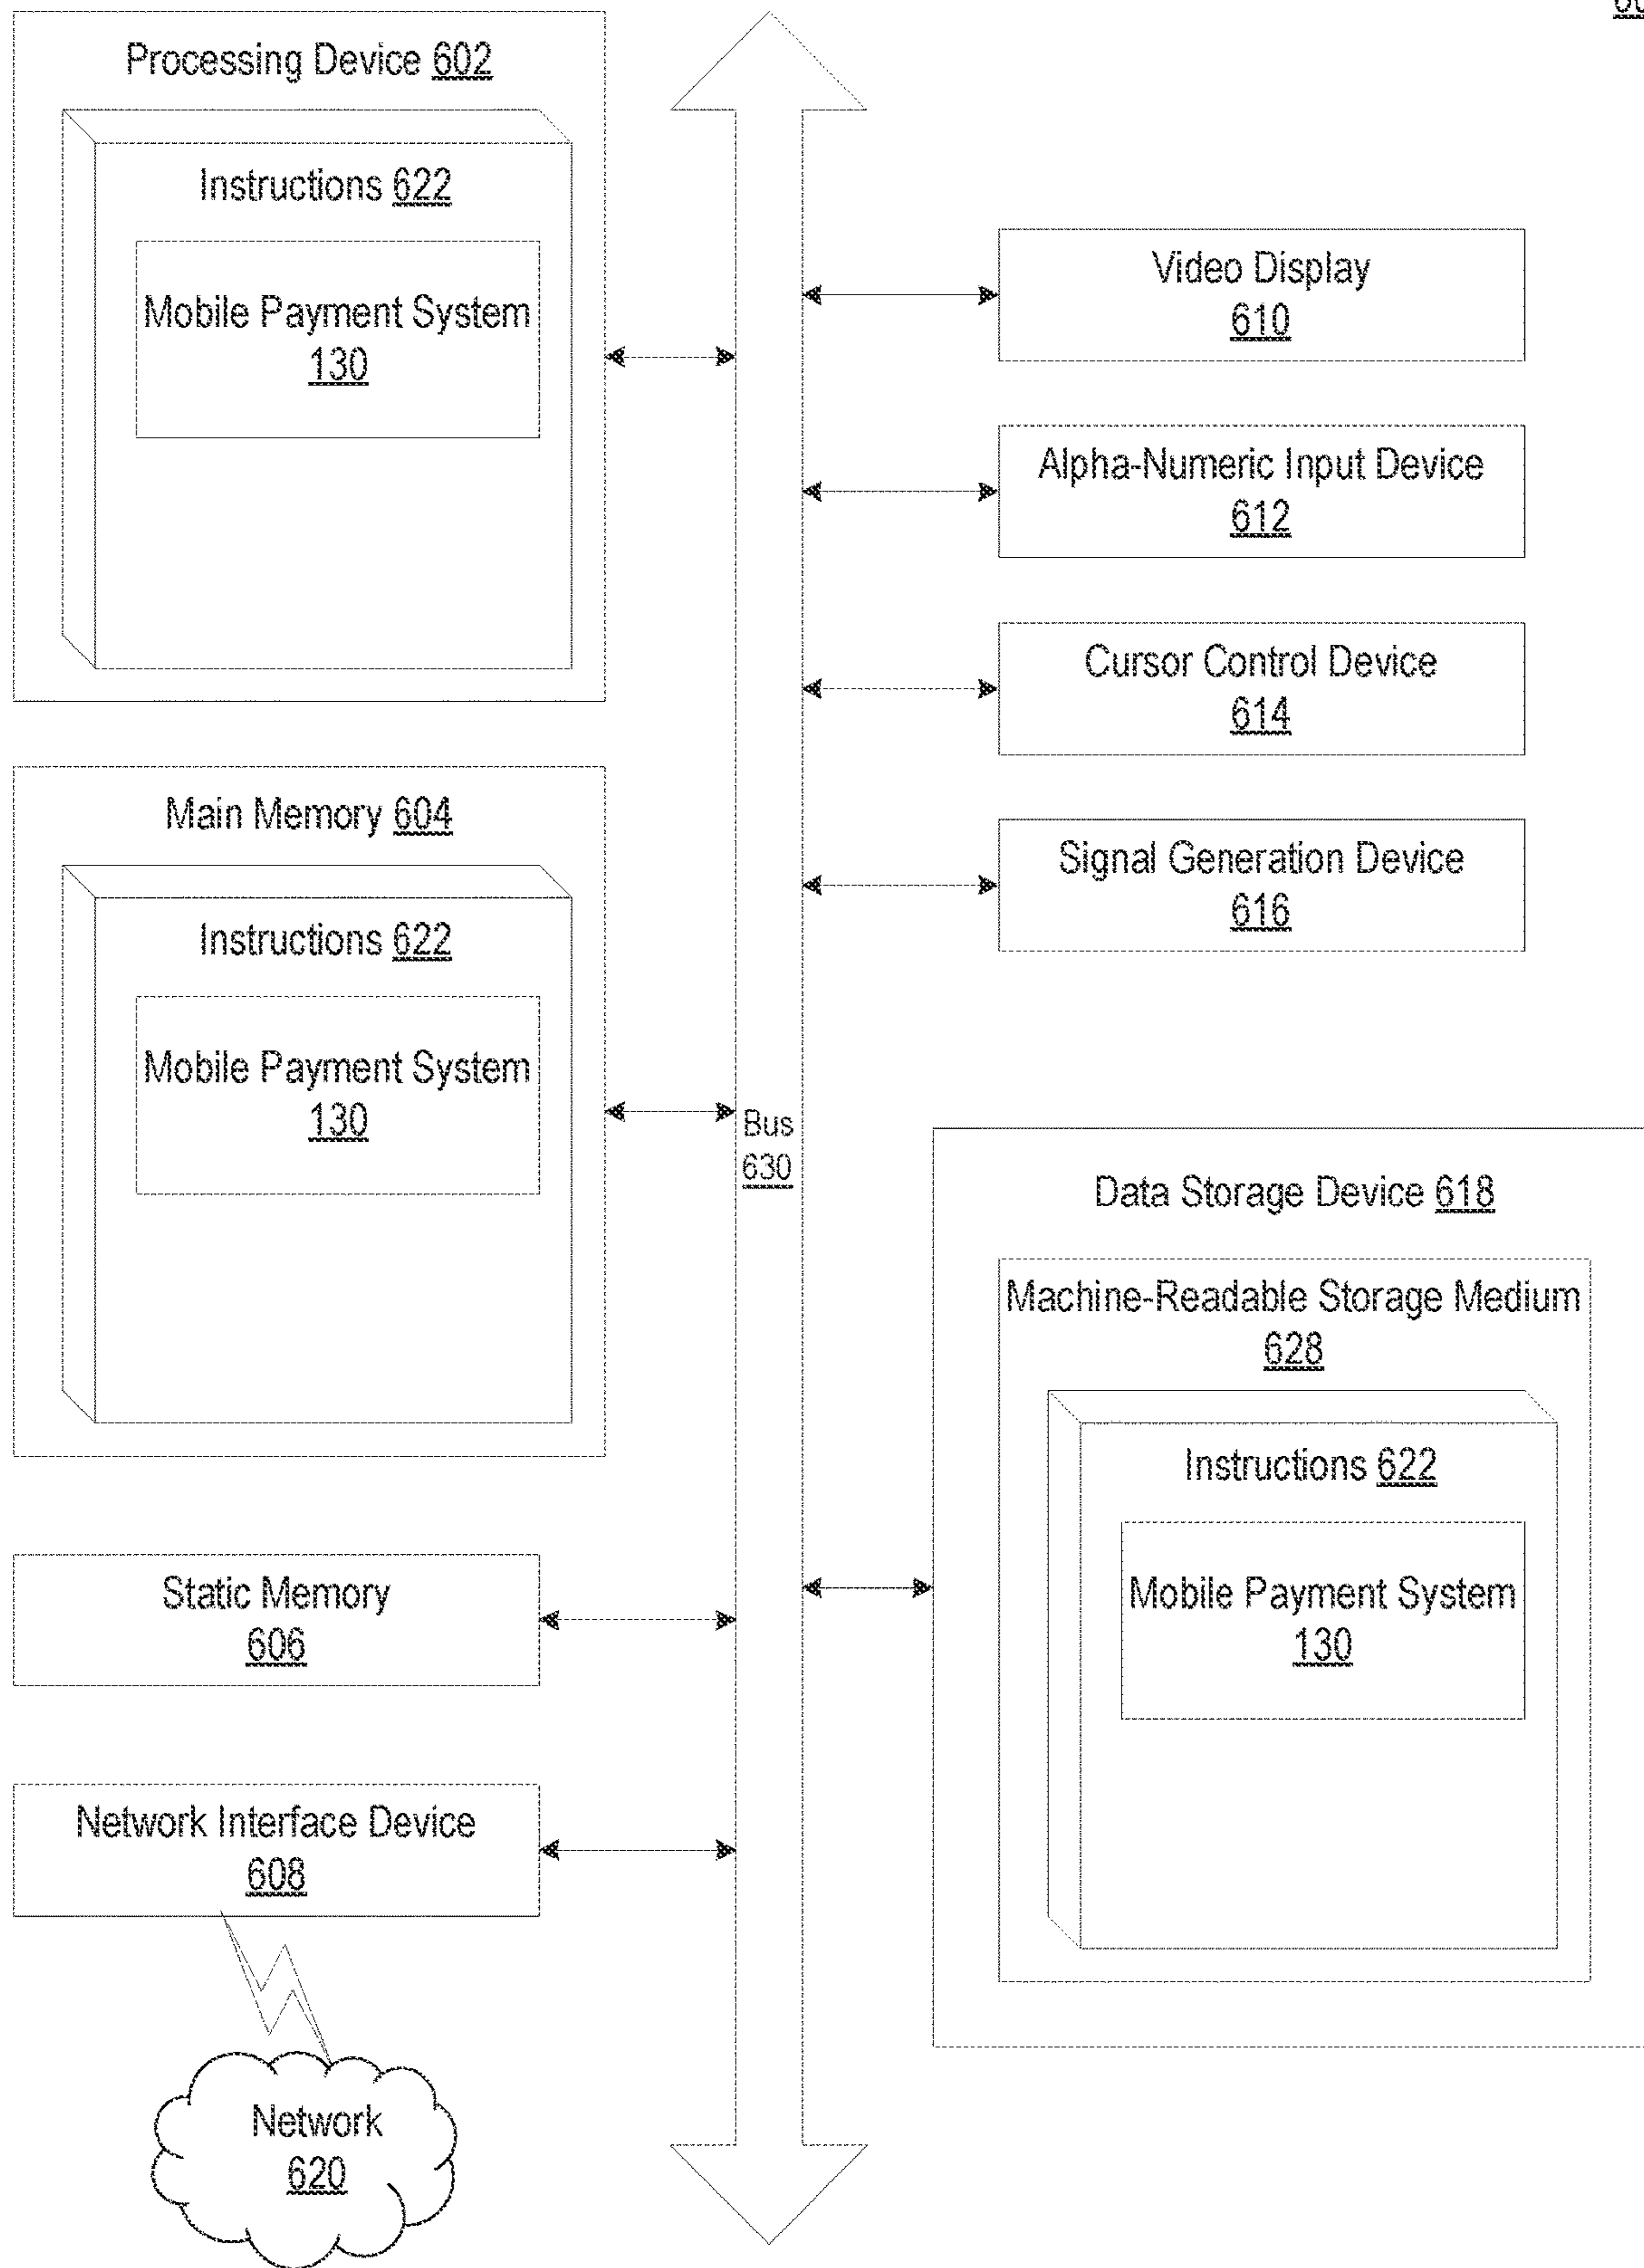 Processing Device 602
Instructions 622
Mobile Payment System
130
Main Memory 604
Instructions 622
Mobile Payment System
130
Static Memory
606
Network Interface Device
608
Network
620
Bus
630
Video Display
610
Alpha-Numeric Input Device
612
Cursor Control Device
614
Signal Generation Device
616
Data Storage Device 618
Machine-Readable Storage Medium
628
Instructions 622
Mobile Payment System
130